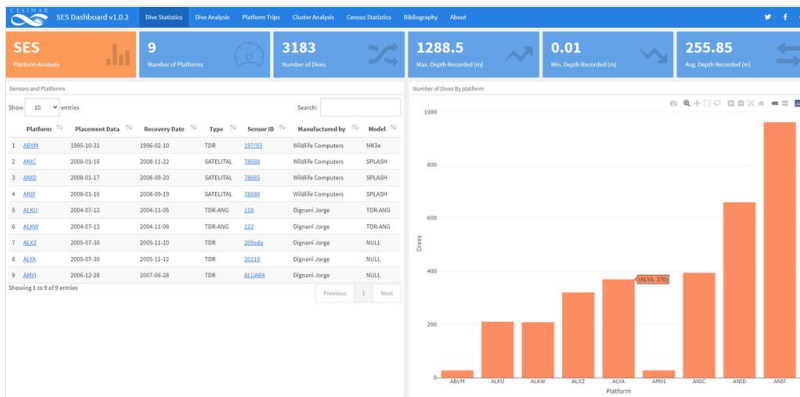 CESIMAR
SES Dashboard v1.0.2 Dive Statistics Dive Analysis Platform Trips Cluster Analysis Census Statistics Bibliography About
SES
Platform Analysis
9
Number of Platforms
3183
Number of Dives
1288.5
Max. Depth Recorded (m)
0.01
Min. Depth Recorded (m)
255.85
Avg. Depth Recorded (m)
Sensors and Platforms
Show 10 entries Search:
Platform Placement Data Recovery Date Type Sensor ID Manufactured by Model
1 ABVM 1995-10-31 1996-02-10 TDR 197/93 Wildlife Computers MK3e
2 ANIC 2008-01-16 2008-11-22 SATELITAL 78688 Wildlife Computers SPLASH
3 ANID 2008-01-17 2008-09-20 SATELITAL 78685 Wildlife Computers SPLASH
4 ANIF 2008-01-16 2008-09-19 SATELITAL 78686 Wildlife Computers SPLASH
5 ALKU 2004-07-12 2004-11-05 TDR-ANG 118 Dignani Jorge TDR-ANG
6 ALKW 2004-07-13 2004-11-06 TDR-ANG 122 Dignani Jorge TDR-ANG
7 ALXZ 2005-07-30 2005-11-10 TDR 200sda Dignani Jorge NULL
8 ALYA 2005-07-30 2005-11-12 TDR 20210 Dignani Jorge NULL
9 AMVI 2006-12-28 2007-06-28 TDR ALUAR4 Dignani Jorge NULL
Showing 1 to 9 of 9 entries
Previous 1 Next
Number of Dives By platform
1000
800
600
400
200
0
Dives
(ALYA, 370)
ABVM ALKU ALKW ALXZ ALYA AMVI ANIC ANID ANIF
Platform